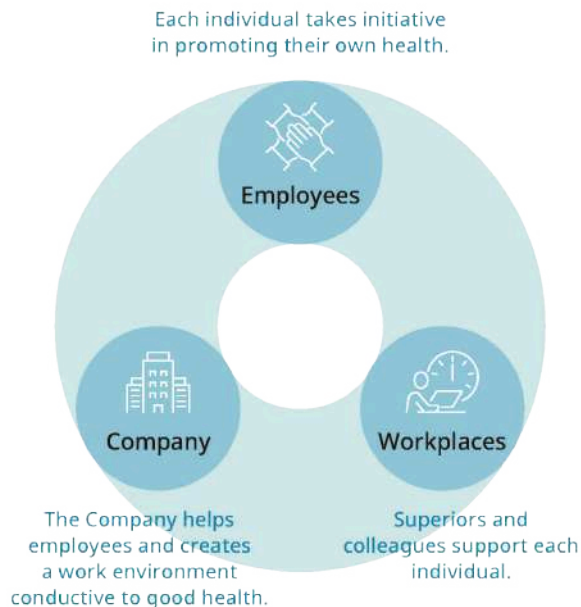 Each individual takes initiative
in promoting their own health.
Employees
Company
Workplaces
The Company helps
employees and creates
a work environment
conductive to good health.
Superiors and
colleagues support each
individual.